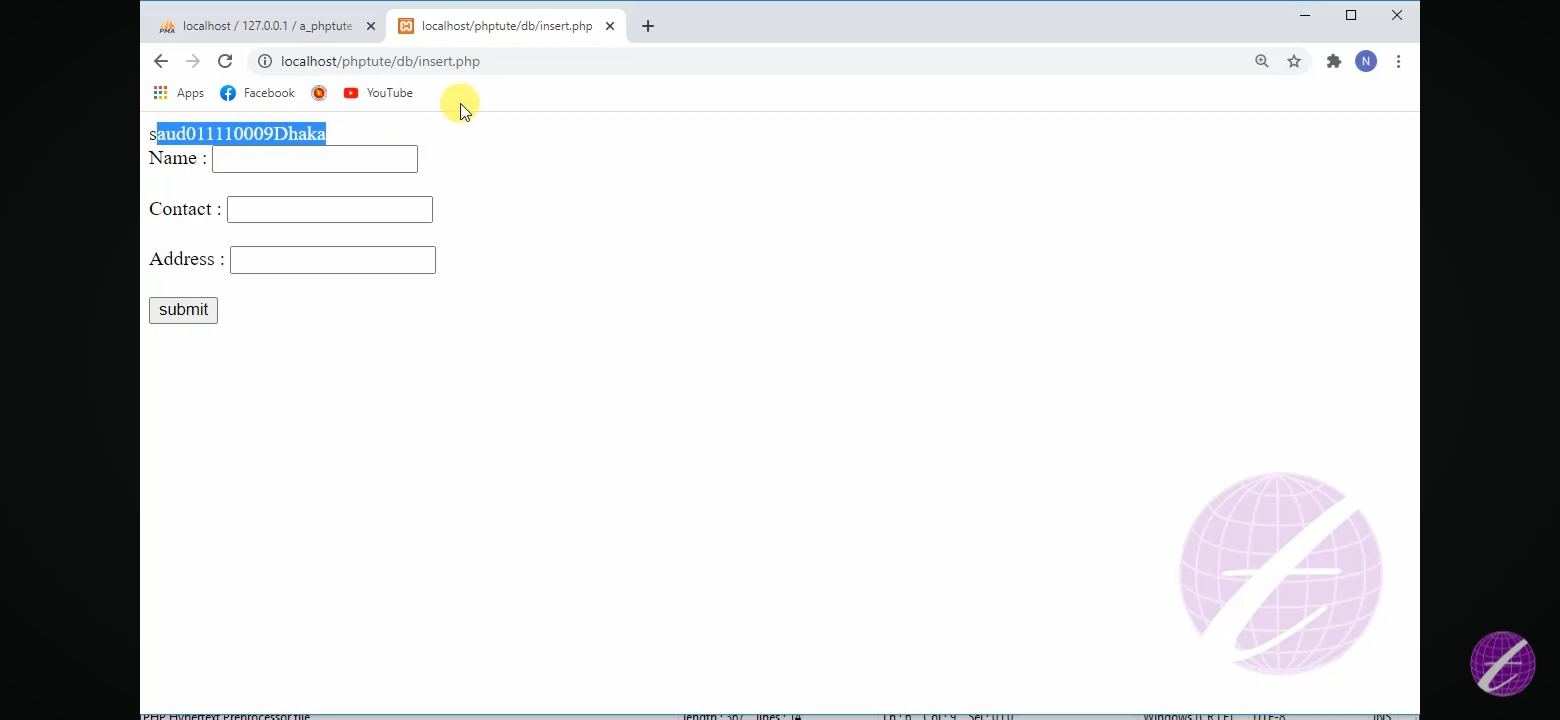 localhost / 127.0.0.1 / a_phptute
localhost/phptute/db/insert.php
localhost/phptute/db/insert.php
N
Apps Facebook YouTube
saud011110009Dhaka
Name :
Contact :
Address :
submit
PHP Hypertext Preprocessor file